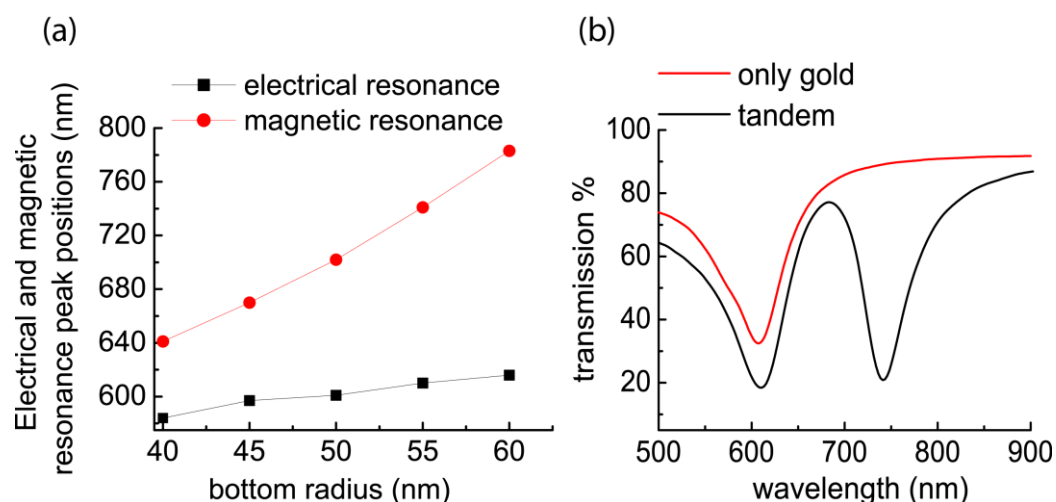 (a)
electrical resonance
magnetic resonance
Electrical and magnetic
resonance peak positions (nm)
800
760
720
680
640
600
40 45 50 55 60
bottom radius (nm)
(b)
only gold
tandem
transmission %
100
80
60
40
20
500 600 700 800 900
wavelength (nm)